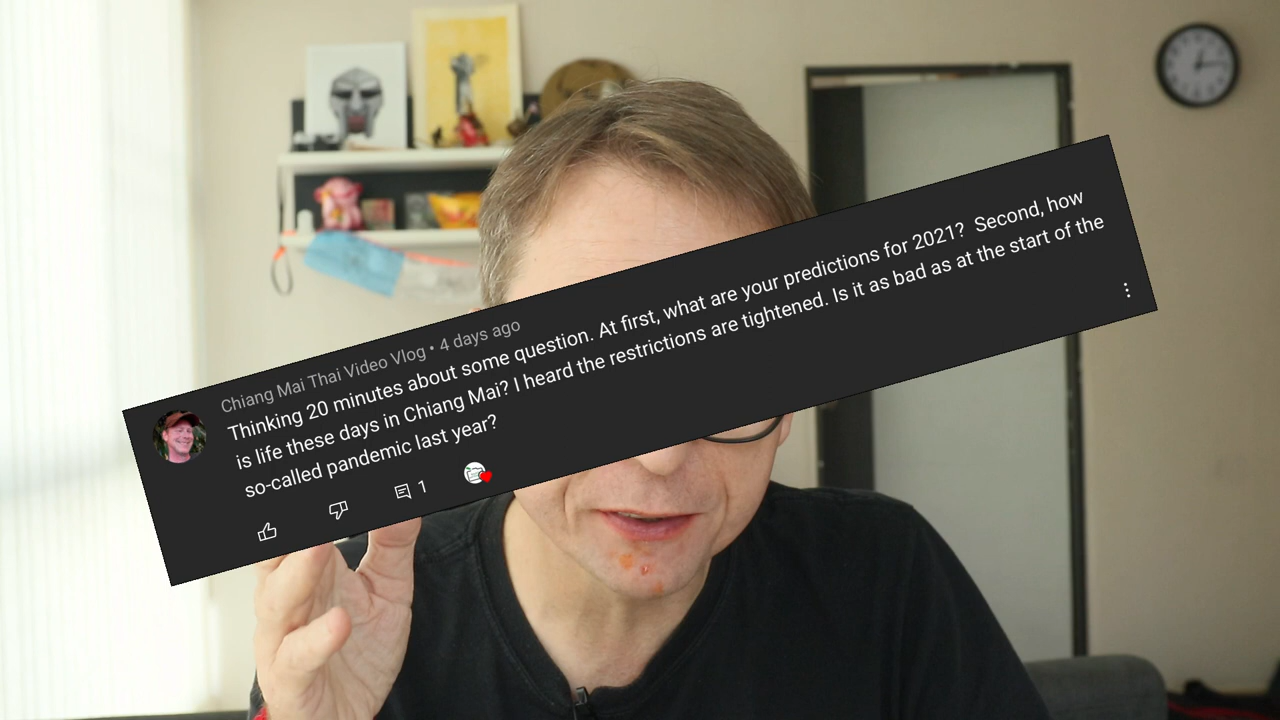 Chiang Mai Thai Video Vlog • 4 days ago
Thinking 20 minutes about some question. At first, what are your predictions for 2021?  Second, how
is life these days in Chiang Mai? I heard the restrictions are tightened. Is it as bad as at the start of the
so-called pandemic last year?
1